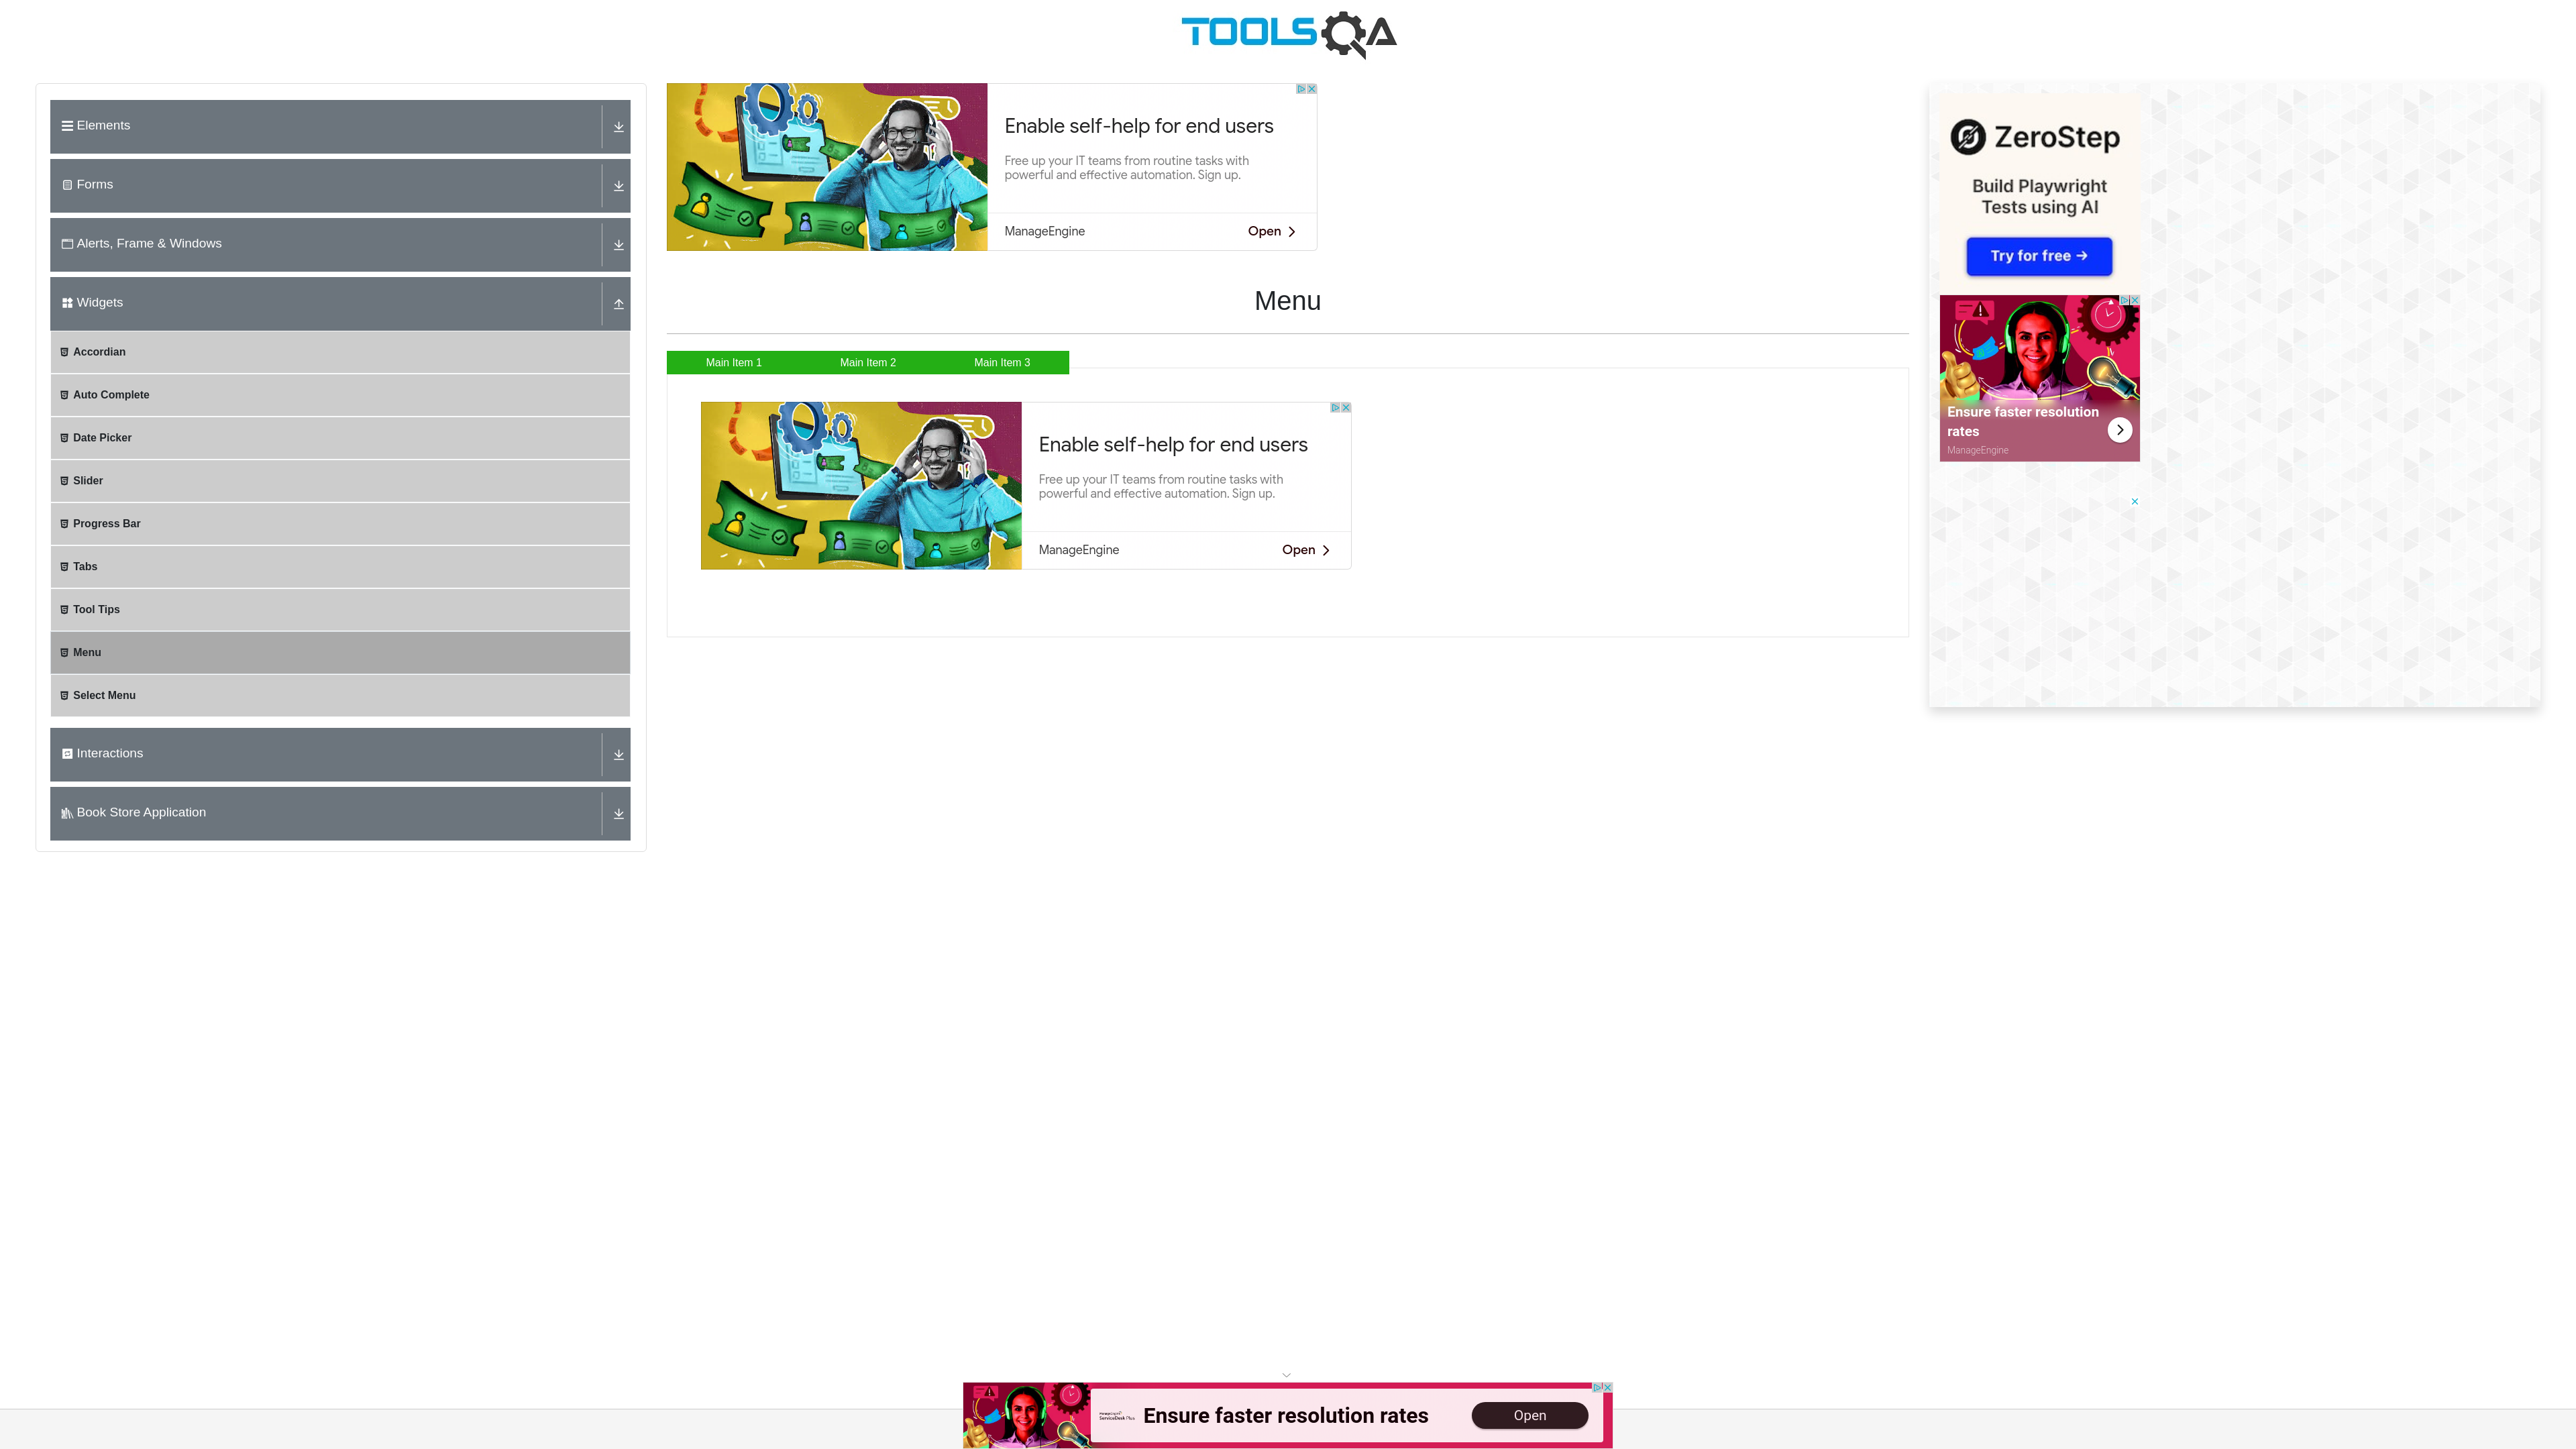 TOOLSQA
Elements
Forms
Alerts, Frame & Windows
Widgets
Accordian
Auto Complete
Date Picker
Slider
Progress Bar
Tabs
Tool Tips
Menu
Select Menu
Interactions
Book Store Application
Enable self-help for end users
Free up your IT teams from routine tasks with
powerful and effective automation. Sign up.
ManageEngine
Open
Menu
Main Item 1
Main Item 2
Main Item 3
Enable self-help for end users
Free up your IT teams from routine tasks with
powerful and effective automation. Sign up.
ManageEngine
Open
ZeroStep
Build Playwright
Tests using AI
Try for free →
Ensure faster resolution
rates
ManageEngine
ServiceDesk Plus
Ensure faster resolution rates
Open